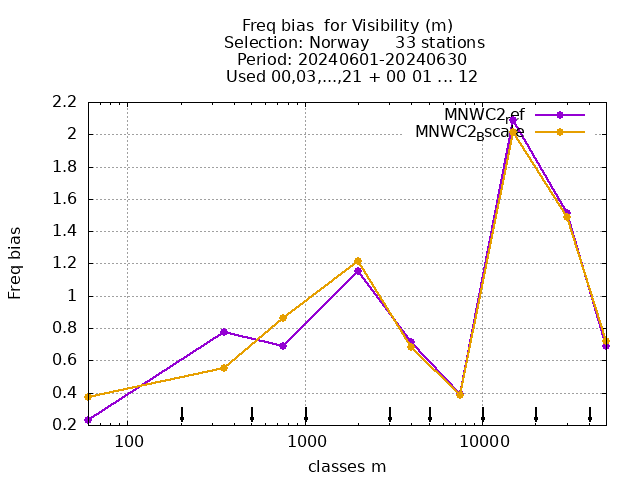 Freq bias  for Visibility (m)
Selection: Norway     33 stations
Period: 20240601-20240630
Used 00,03,...,21 + 00 01 ... 12
MNWC2_ref
MNWC2_Bscale
2.2
2
1.8
1.6
1.4
1.2
1
0.8
0.6
0.4
0.2
Freq bias
100
1000
10000
classes m